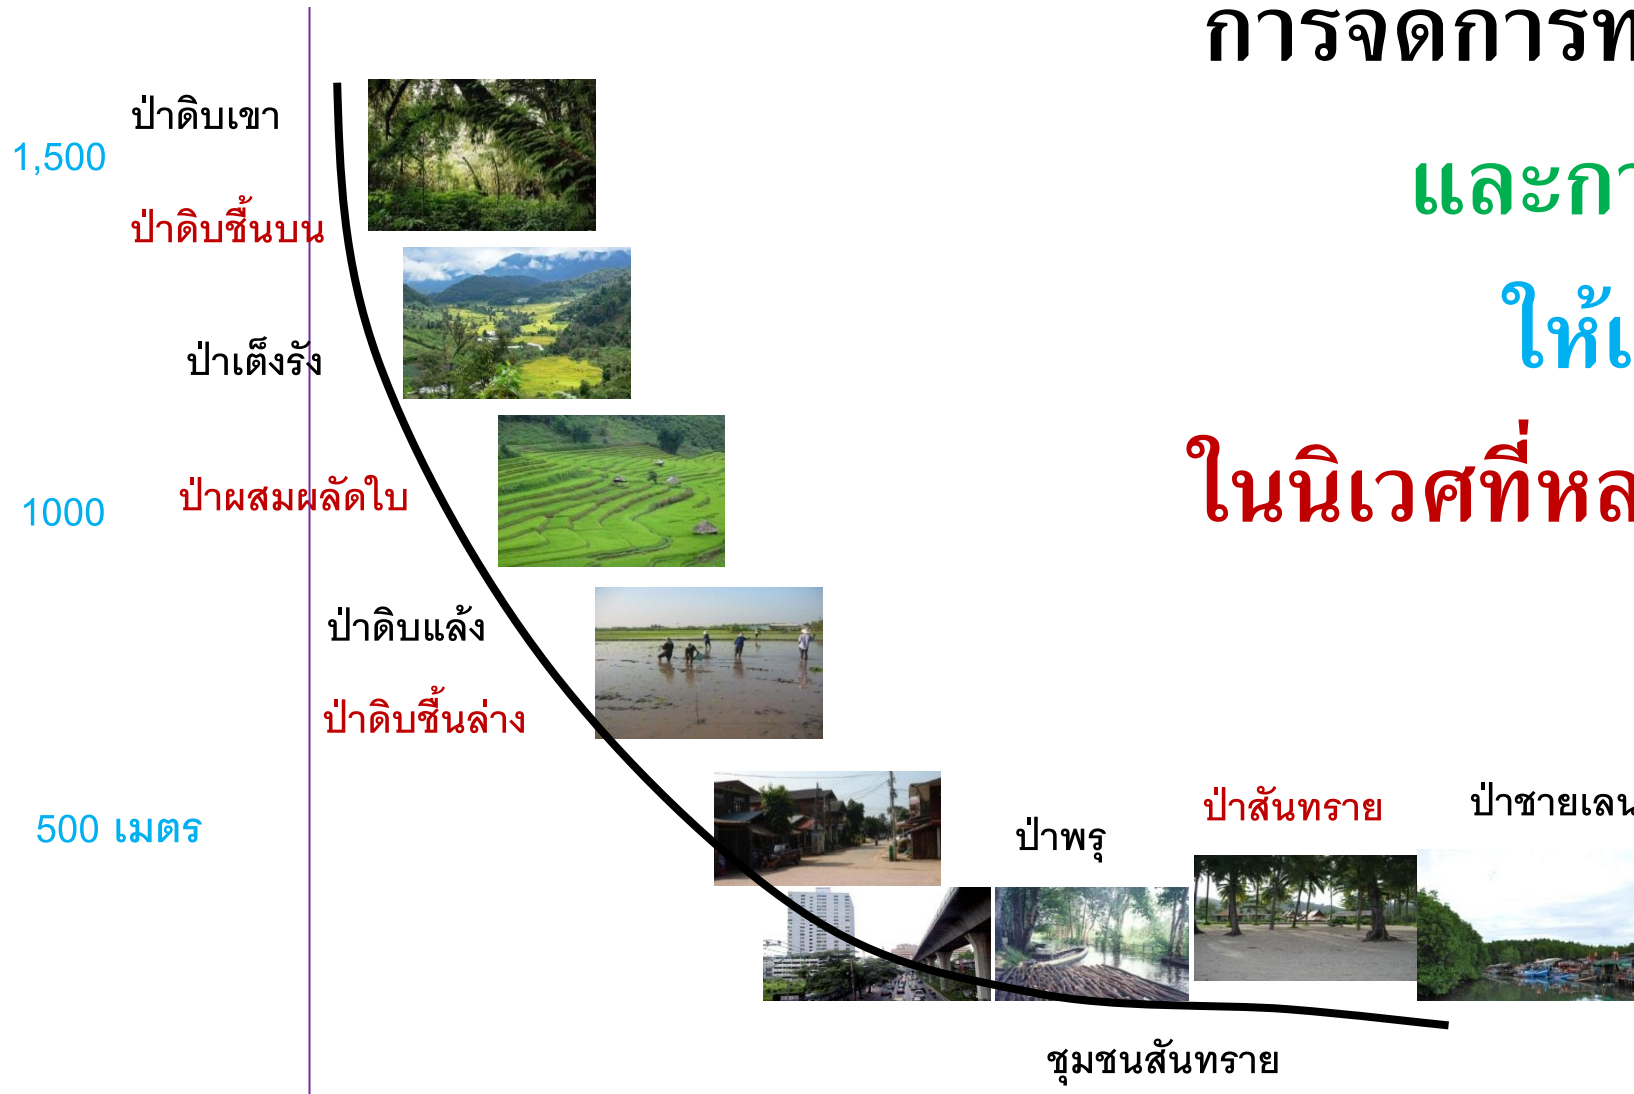 การจดการท
ป่าดิบเขา
1,500
และกา
ป่าดิบชื้นบน
ให้เ
ป่าเต็งรัง
ในนิเวศที่หล
ป่าผสมผลัดใบ
1000
ป่าดิบแล้ง
ป่าดิบชื้นล่าง
500 เมตร
ป่าพรุ
ป่าสันทราย
ป่าชายเลน
ชุมชนสันทราย